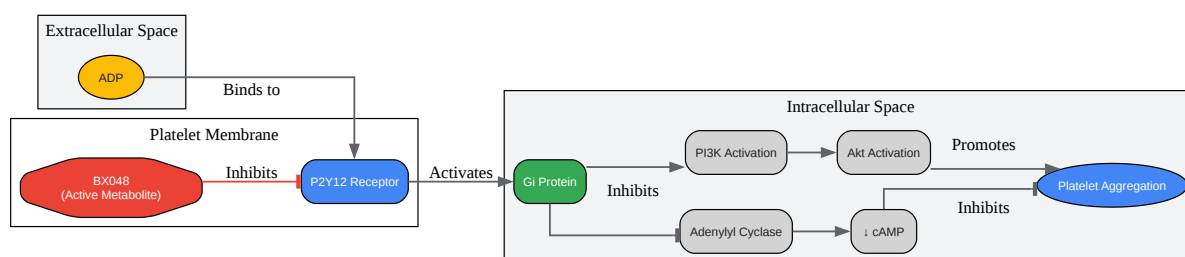 Extracellular Space
ADP
Binds to
Platelet Membrane
BX048
(Active Metabolite)
Inhibits
P2Y12 Receptor
Activates
Intracellular Space
Gi Protein
Inhibits
PI3K Activation
Akt Activation
Promotes
Adenylyl Cyclase
↓ cAMP
Inhibits
Platelet Aggregation